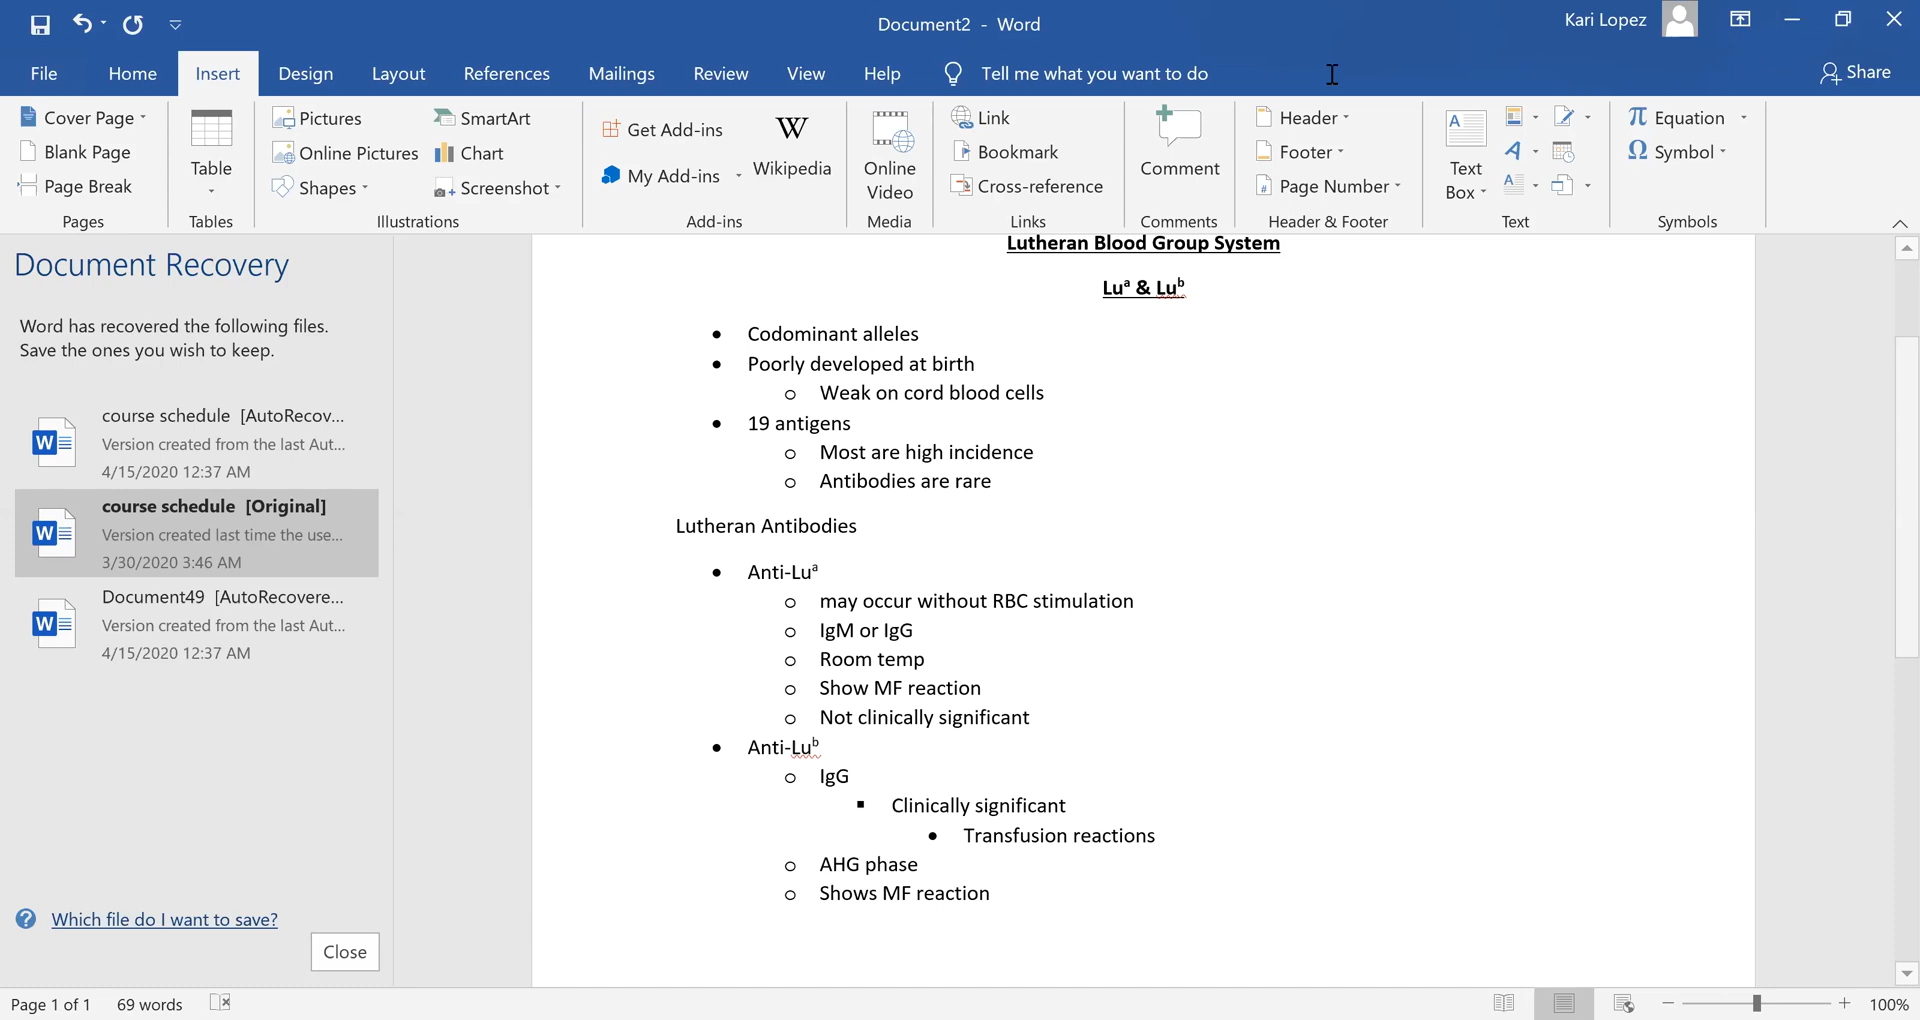 Document2 - Word
Kari Lopez
File Home Insert Design Layout References Mailings Review View Help Tell me what you want to do Share
Cover Page
Blank Page
Page Break
Pages
Table
Tables
Pictures
Online Pictures
Shapes
SmartArt
Chart
Screenshot
Illustrations
Get Add-ins
My Add-ins
W
Wikipedia
Add-ins
Online
Video
Media
Link
Bookmark
Cross-reference
Links
Comment
Comments
Header
Footer
Page Number
Header & Footer
A
Text
Box
A
A
Text
π Equation
Ω Symbol
Symbols
Document Recovery
Word has recovered the following files.
Save the ones you wish to keep.
W
course schedule [AutoRecov...
Version created from the last Aut...
4/15/2020 12:37 AM
W
course schedule [Original]
Version created last time the use...
3/30/2020 3:46 AM
W
Document49 [AutoRecovere...
Version created from the last Aut...
4/15/2020 12:37 AM
? Which file do I want to save?
Close
Lutheran Blood Group System
Luᵃ & Luᵇ
• Codominant alleles
• Poorly developed at birth
o Weak on cord blood cells
• 19 antigens
o Most are high incidence
o Antibodies are rare
Lutheran Antibodies
• Anti-Luᵃ
o may occur without RBC stimulation
o IgM or IgG
o Room temp
o Show MF reaction
o Not clinically significant
• Anti-Luᵇ
o IgG
▪ Clinically significant
• Transfusion reactions
o AHG phase
o Shows MF reaction
Page 1 of 1 69 words
100%